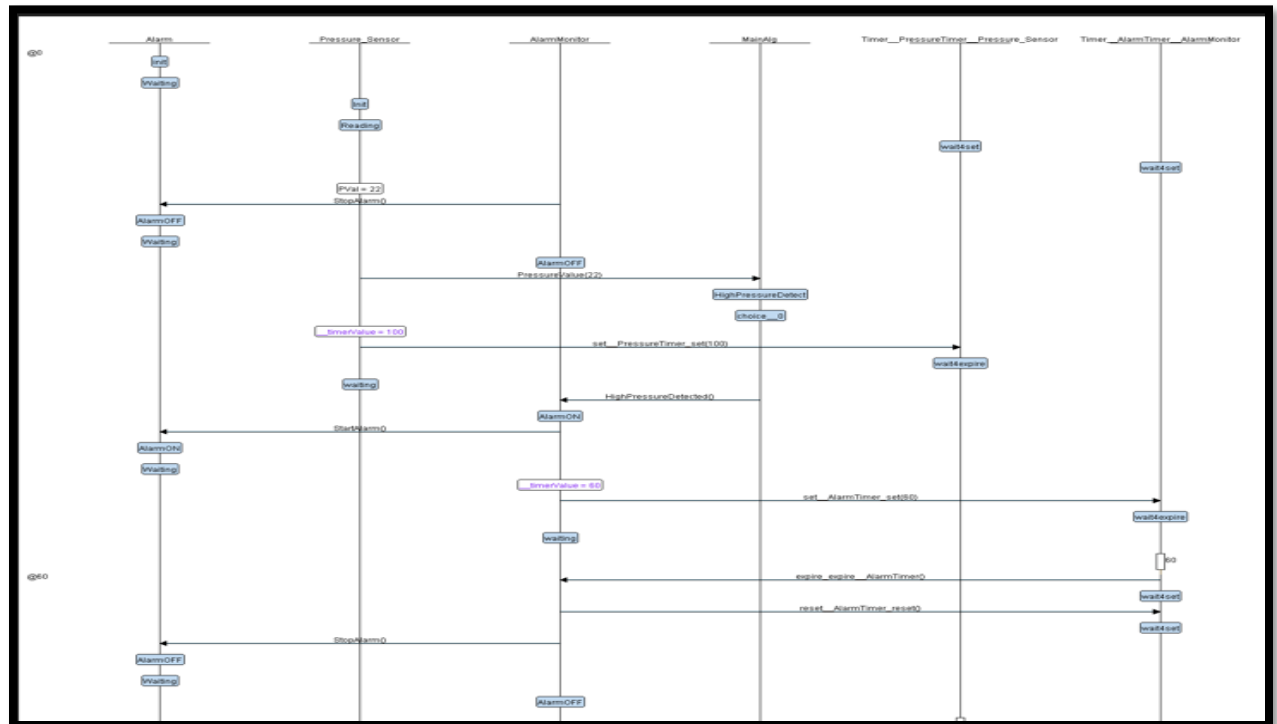 Alarm
Pressure_Sensor
AlarmMonitor
MainAlg
Timer__PressureTimer__Pressure_Sensor
Timer__AlarmTimer__AlarmMonitor
@0
init
Waiting
init
Reading
wait4set
wait4set
PVal = 22
StopAlarm()
AlarmOFF
Waiting
AlarmOFF
PressureValue(22)
HighPressureDetect
choice__0
__timerValue = 100
set__PressureTimer_set(100)
wait4expire
waiting
HighPressureDetected()
AlarmON
StartAlarm()
AlarmON
Waiting
__timerValue = 60
set__AlarmTimer_set(60)
wait4expire
waiting
60
@60
expire_expire__AlarmTimer()
wait4set
reset__AlarmTimer_reset()
wait4set
StopAlarm()
AlarmOFF
Waiting
AlarmOFF